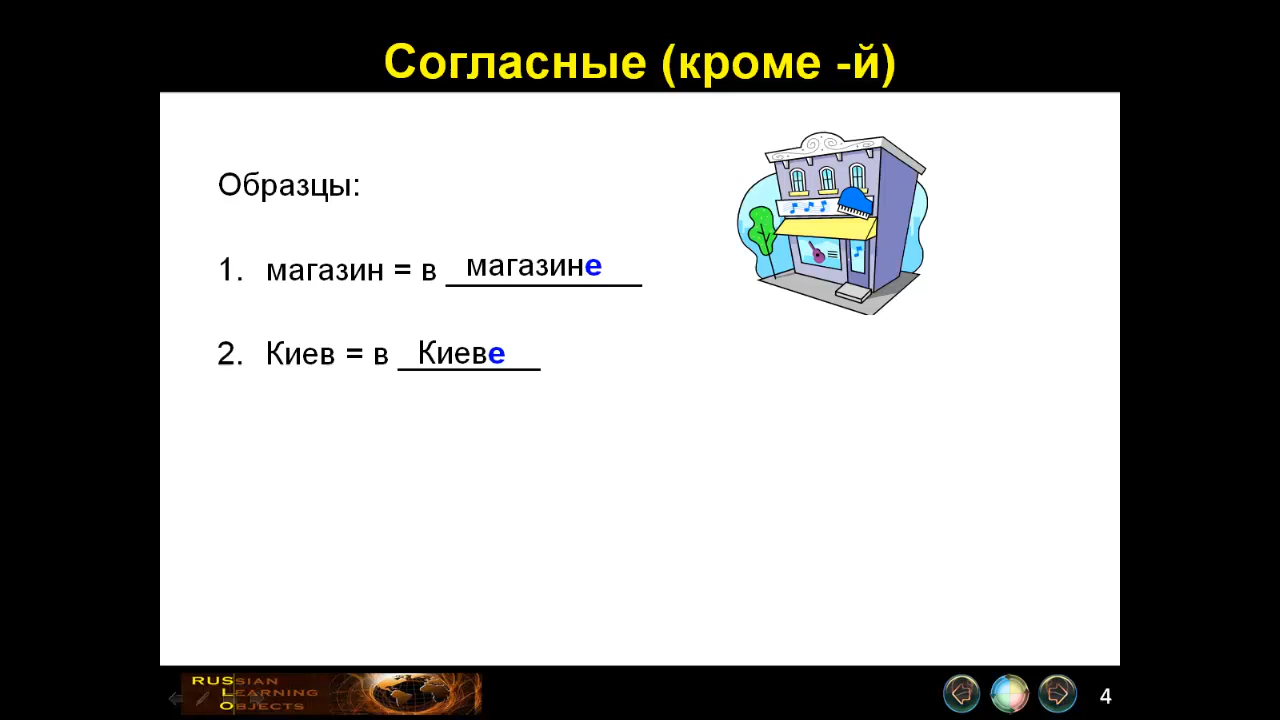 Согласные (кроме -й)
Образцы:
1. магазин = в магазине
2. Киев = в Киеве
RUSSIAN
LEARNING
OBJECTS
4